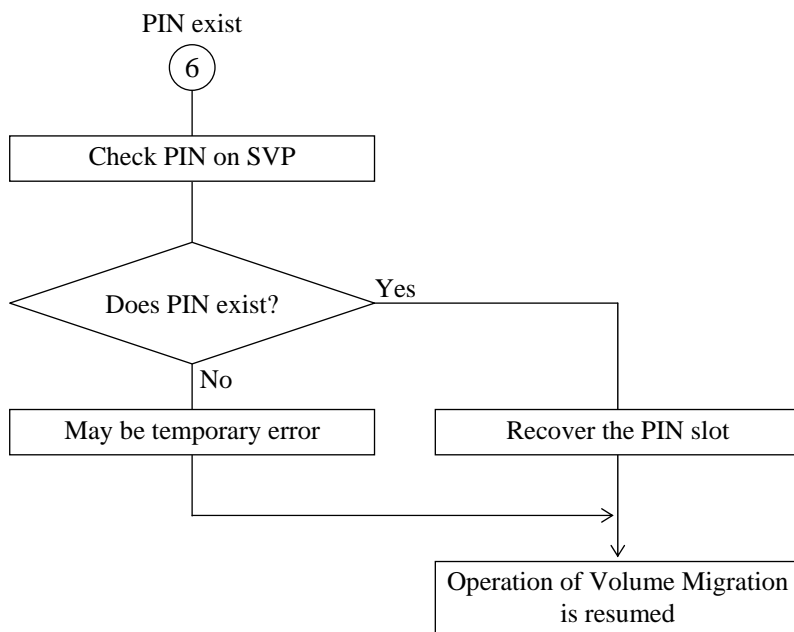 PIN exist
6
Check PIN on SVP
Does PIN exist?
Yes
No
May be temporary error
Recover the PIN slot
Operation of Volume Migration
is resumed